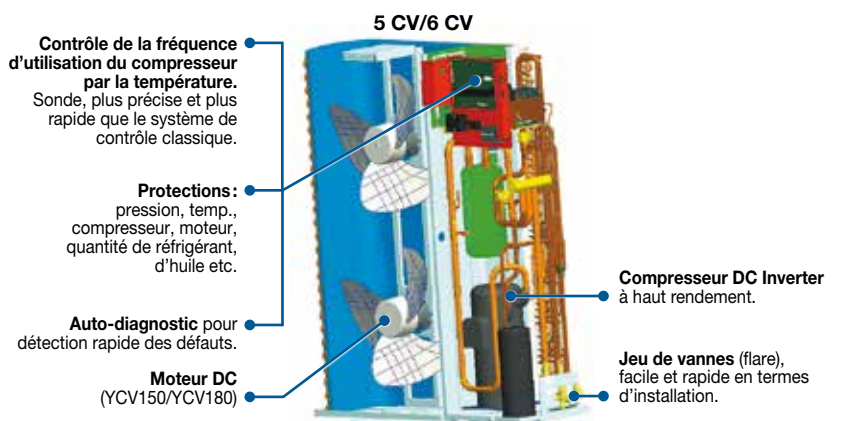 5 CV/6 CV
Contrôle de la fréquence
d'utilisation du compresseur
par la température.
Sonde, plus précise et plus
rapide que le système de
contrôle classique.
Protections:
pression, temp.,
compresseur, moteur,
quantité de réfrigérant,
d'huile etc.
Auto-diagnostic pour
détection rapide des défauts.
Moteur DC
(YCV150/YCV180)
Compresseur DC Inverter
à haut rendement.
Jeu de vannes (flare),
facile et rapide en termes
d'installation.